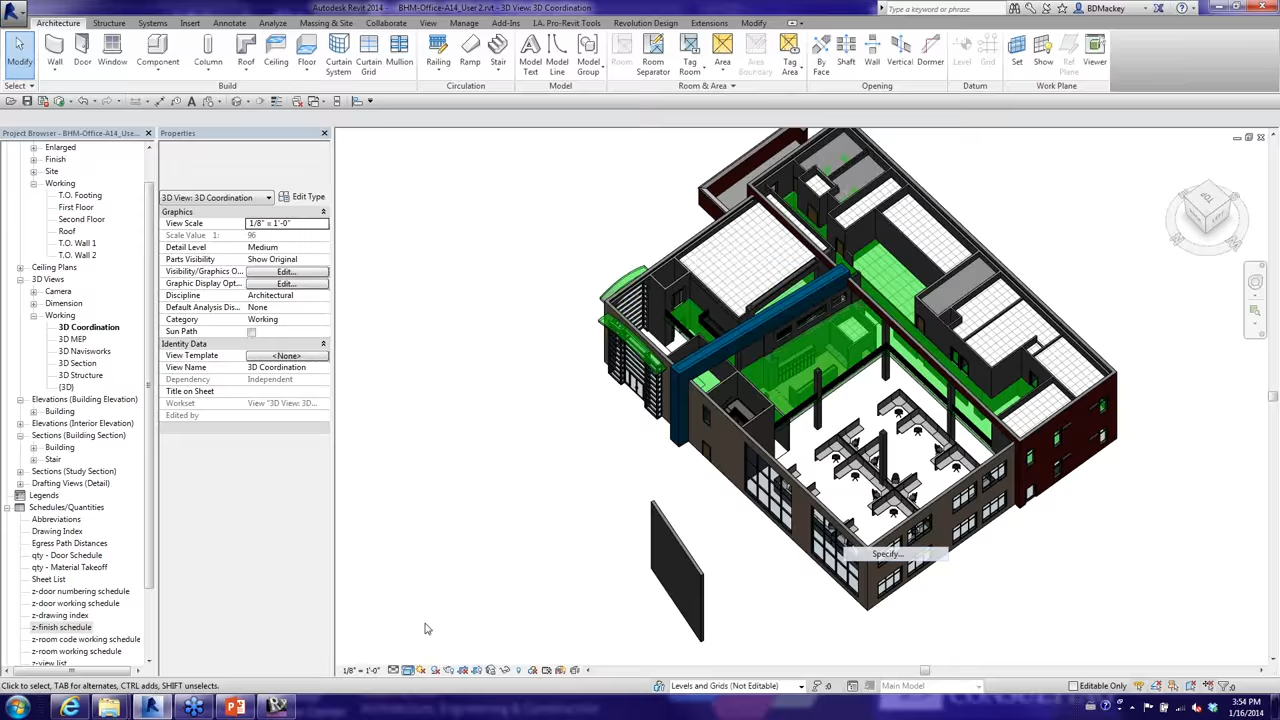 Autodesk Revit 2014 - BHM-Office-A14_User 2.rvt - 3D View: 3D Coordination
Type a keyword or phrase
BDMackey
Architecture Structure Systems Insert Annotate Analyze Massing & Site Collaborate View Manage Add-Ins I.A. Pro-Revit Tools Revolution Design Extensions Modify
Modify Wall Door Window Component Column Roof Ceiling Floor Curtain System Curtain Grid Mullion Railing Ramp Stair Model Text Model Line Model Group Room Room Separator Tag Room Area Area Boundary Tag Area By Face Shaft Wall Vertical Dormer Level Grid Set Show Ref Plane Viewer
Select Build Circulation Model Room & Area Opening Datum Work Plane
Project Browser - BHM-Office-A14_Use...
Enlarged
Finish
Site
Working
T.O. Footing
First Floor
Second Floor
Roof
T.O. Wall 1
T.O. Wall 2
Ceiling Plans
3D Views
Camera
Dimension
Working
3D Coordination
3D MEP
3D Navisworks
3D Section
3D Structure
{3D}
Elevations (Building Elevation)
Building
Elevations (Interior Elevation)
Sections (Building Section)
Building
Stair
Sections (Study Section)
Drafting Views (Detail)
Legends
Schedules/Quantities
Abbreviations
Drawing Index
Egress Path Distances
qty - Door Schedule
qty - Material Takeoff
Sheet List
z-door numbering schedule
z-door working schedule
z-drawing index
z-finish schedule
z-room code working schedule
z-room working schedule
z-view list
Properties
3D View: 3D Coordination Edit Type
Graphics
View Scale 1/8" = 1'-0"
Scale Value 1: 96
Detail Level Medium
Parts Visibility Show Original
Visibility/Graphics O... Edit...
Graphic Display Opt... Edit...
Discipline Architectural
Default Analysis Dis... None
Category Working
Sun Path
Identity Data
View Template <None>
View Name 3D Coordination
Dependency Independent
Title on Sheet
Workset View "3D View: 3D...
Edited by
TOP
Specify...
1/8" = 1'-0"
Click to select, TAB for alternates, CTRL adds, SHIFT unselects.
Levels and Grids (Not Editable)
:0
Main Model
Editable Only
:0
3:54 PM
1/16/2014